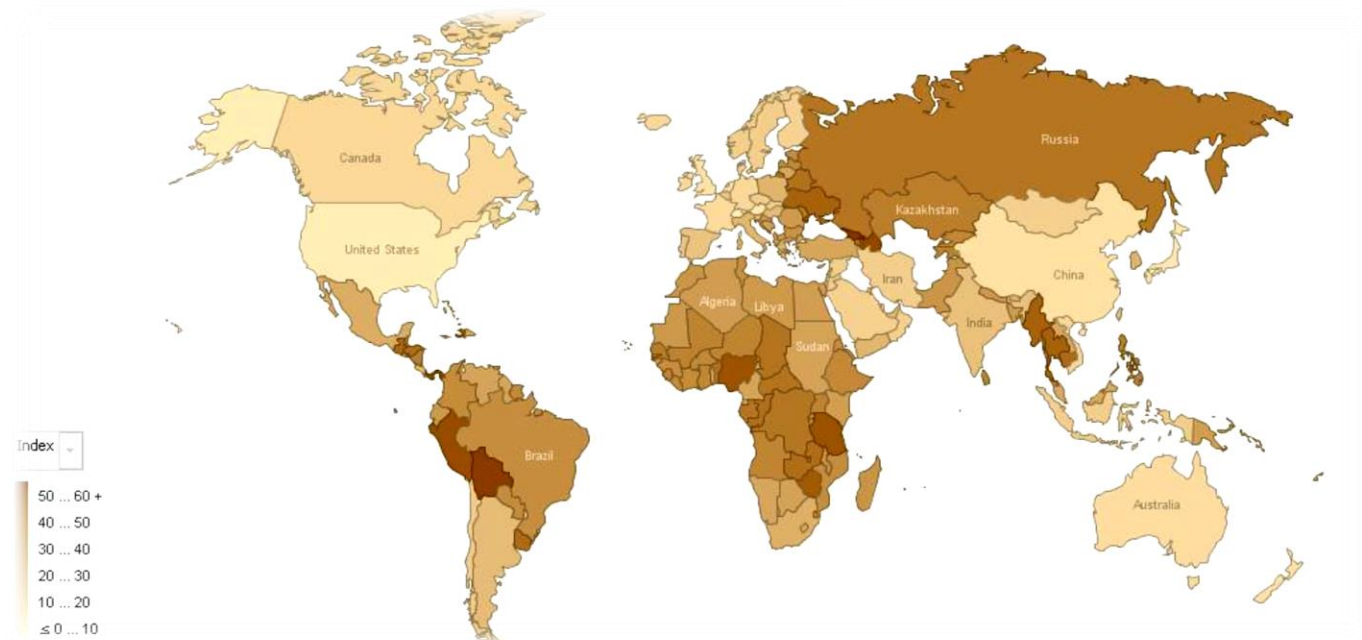 Canada
United States
Russia
Kazakhstan
China
Iran
India
Algeria
Libya
Sudan
Brazil
Australia
Index
50 ... 60 +
40 ... 50
30 ... 40
20 ... 30
10 ... 20
≤ 0 ... 10